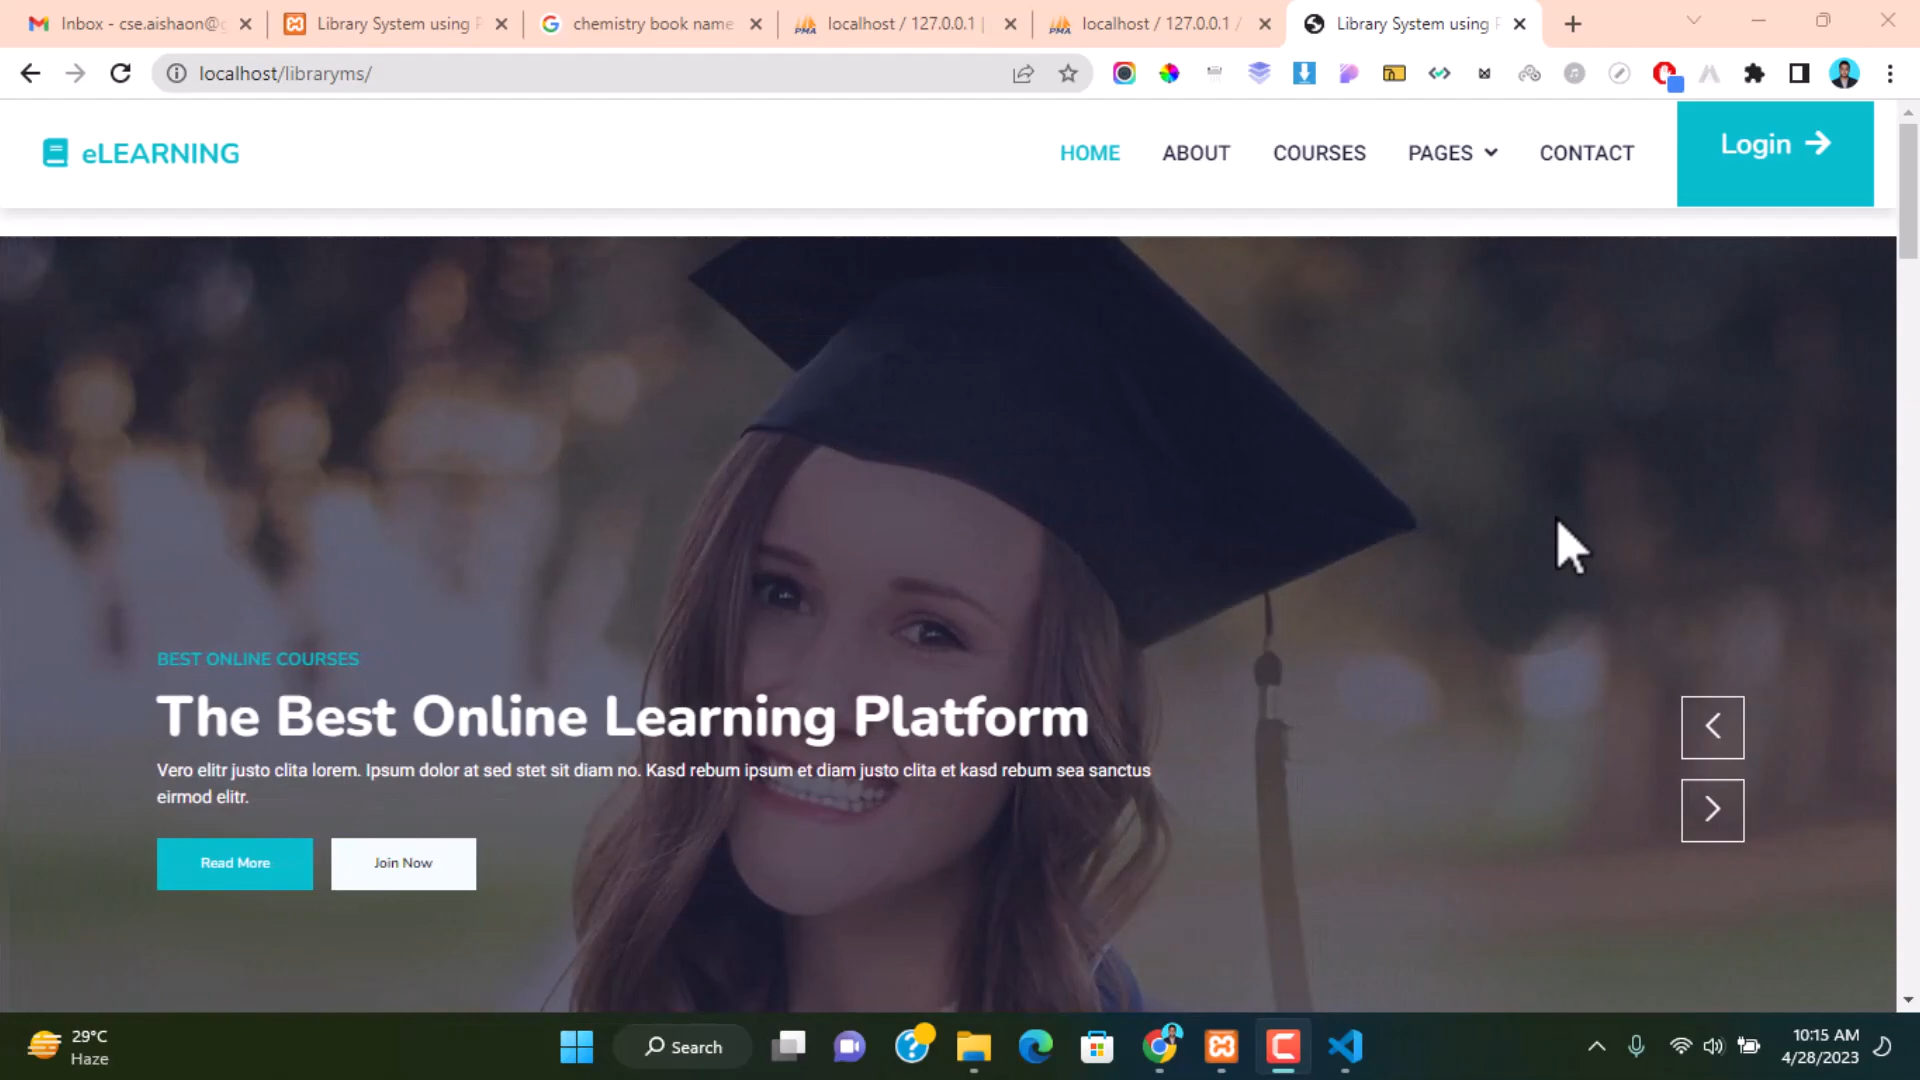 Inbox - cse.aishaon@g
Library System using P
chemistry book name
localhost / 127.0.0.1 |
localhost / 127.0.0.1 /
Library System using P
localhost/libraryms/
eLEARNING
HOME
ABOUT
COURSES
PAGES
CONTACT
Login
BEST ONLINE COURSES
The Best Online Learning Platform
Vero elitr justo clita lorem. Ipsum dolor at sed stet sit diam no. Kasd rebum ipsum et diam justo clita et kasd rebum sea sanctus
eirmod elitr.
Read More
Join Now
29°C
Haze
Search
10:15 AM
4/28/2023